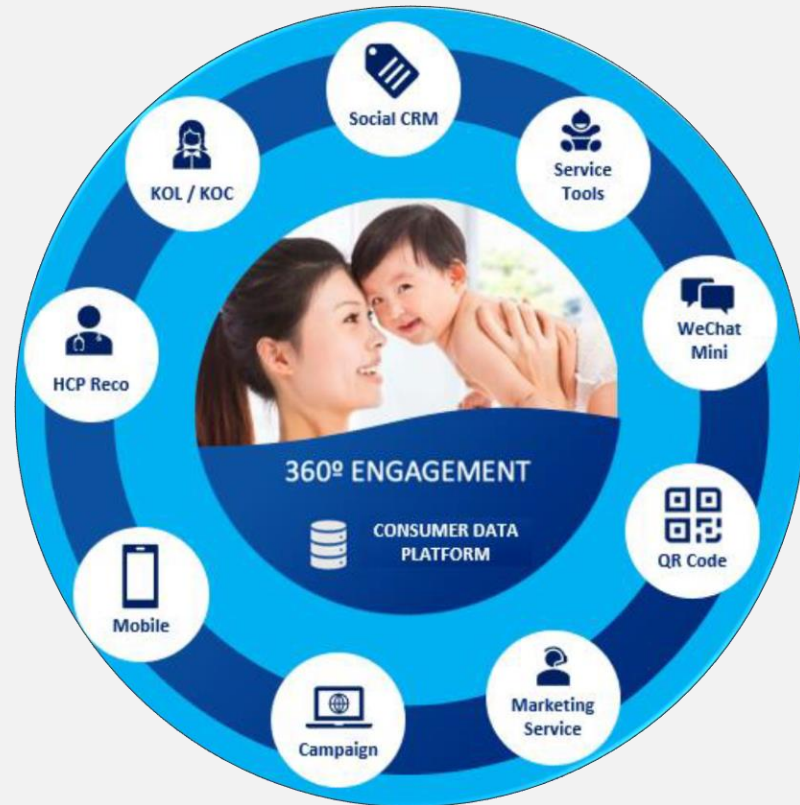 Social CRM
Service
Tools
WeChat
Mini
QR Code
Marketing
Service
Campaign
Mobile
HCP Reco
KOL / KOC
360º ENGAGEMENT
CONSUMER DATA
PLATFORM